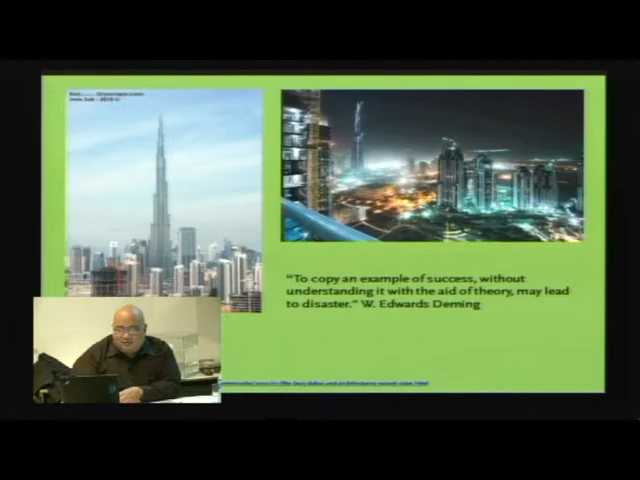 "To copy an example of success, without
understanding it with the aid of theory, may lead
to disaster." W. Edwards Deming